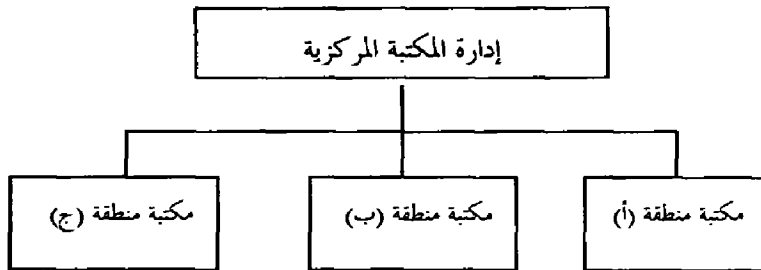 إدارة المكتبة المركزية
مكتبة منطقة (أ)
مكتبة منطقة (ب)
مكتبة منطقة (ج)